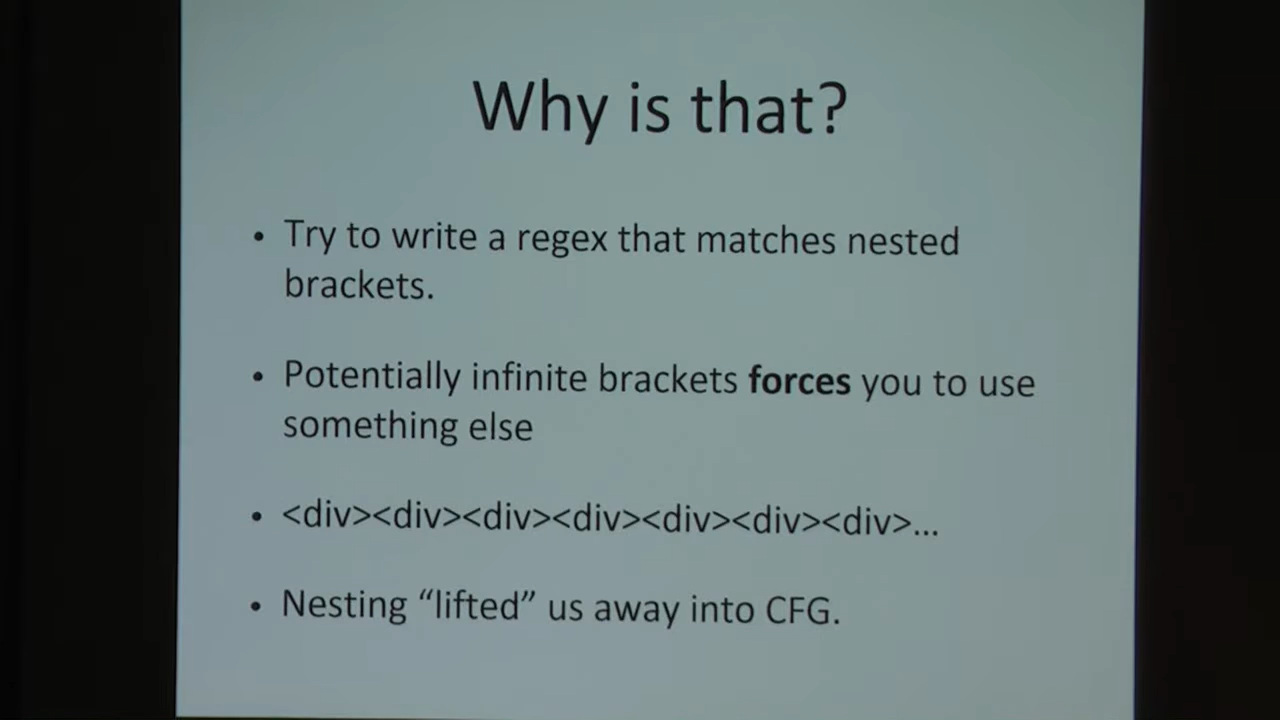 Why is that?
• Try to write a regex that matches nested
brackets.
• Potentially infinite brackets forces you to use
something else
• <div><div><div><div><div><div><div>...
• Nesting “lifted” us away into CFG.